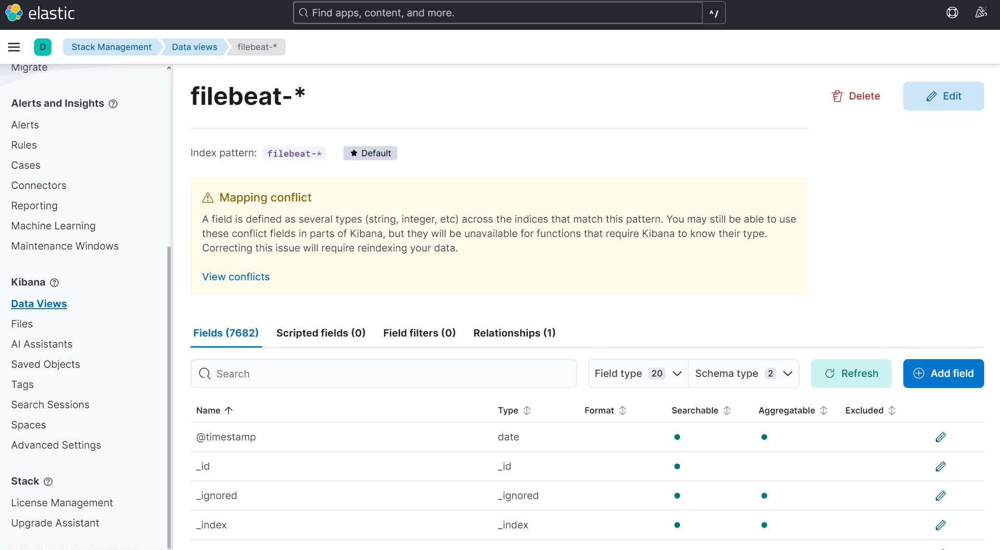 elastic
Find apps, content, and more.
^/
D
Stack Management
Data views
filebeat-*
Migrate
Alerts and Insights
Alerts
Rules
Cases
Connectors
Reporting
Machine Learning
Maintenance Windows
Kibana
Data Views
Files
AI Assistants
Saved Objects
Tags
Search Sessions
Spaces
Advanced Settings
Stack
License Management
Upgrade Assistant
localhost:5601/app/management/
filebeat-*
Delete
Edit
Index pattern: filebeat-* Default
Mapping conflict
A field is defined as several types (string, integer, etc) across the indices that match this pattern. You may still be able to use
these conflict fields in parts of Kibana, but they will be unavailable for functions that require Kibana to know their type.
Correcting this issue will require reindexing your data.
View conflicts
Fields (7682) Scripted fields (0) Field filters (0) Relationships (1)
Search
Field type 20
Schema type 2
Refresh
Add field
Name Type Format Searchable Aggregatable Excluded
@timestamp date
_id _id
_ignored _ignored
_index _index